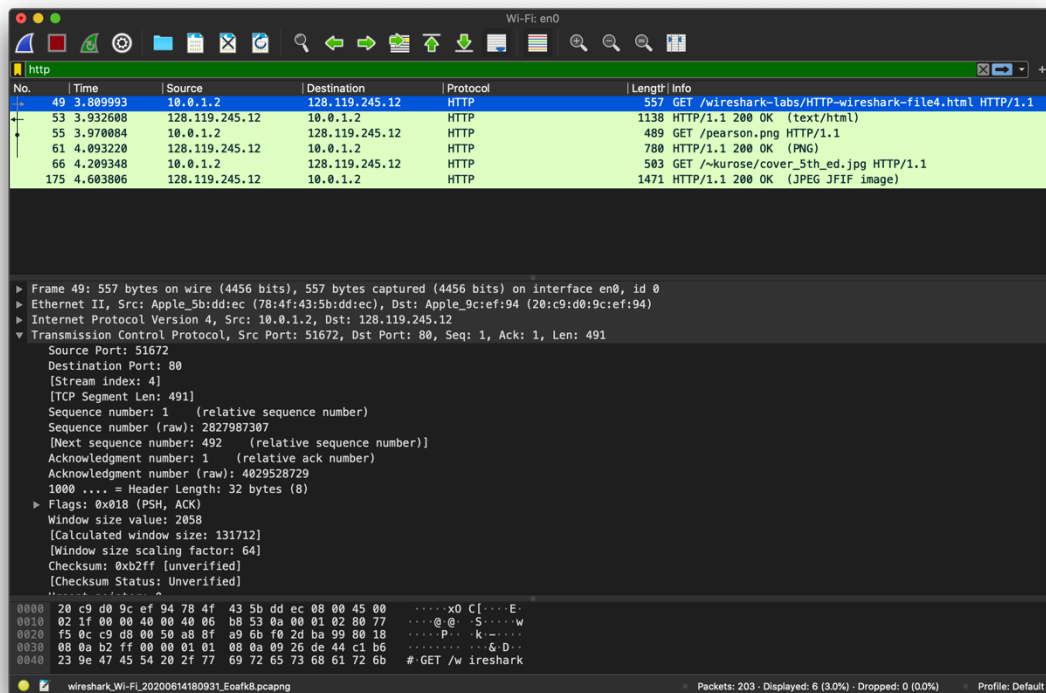 Wi-Fi: en0
http
No. Time Source Destination Protocol Length Info
49 3.809993 10.0.1.2 128.119.245.12 HTTP 557 GET /wireshark-labs/HTTP-wireshark-file4.html HTTP/1.1
53 3.932608 128.119.245.12 10.0.1.2 HTTP 1138 HTTP/1.1 200 OK (text/html)
55 3.970084 10.0.1.2 128.119.245.12 HTTP 489 GET /pearson.png HTTP/1.1
61 4.093220 128.119.245.12 10.0.1.2 HTTP 780 HTTP/1.1 200 OK (PNG)
66 4.209348 10.0.1.2 128.119.245.12 HTTP 503 GET /~kurose/cover_5th_ed.jpg HTTP/1.1
175 4.603806 128.119.245.12 10.0.1.2 HTTP 1471 HTTP/1.1 200 OK (JPEG JFIF image)
Frame 49: 557 bytes on wire (4456 bits), 557 bytes captured (4456 bits) on interface en0, id 0
Ethernet II, Src: Apple_5b:dd:ec (78:4f:43:5b:dd:ec), Dst: Apple_9c:ef:94 (20:c9:d0:9c:ef:94)
Internet Protocol Version 4, Src: 10.0.1.2, Dst: 128.119.245.12
Transmission Control Protocol, Src Port: 51672, Dst Port: 80, Seq: 1, Ack: 1, Len: 491
Source Port: 51672
Destination Port: 80
[Stream index: 4]
[TCP Segment Len: 491]
Sequence number: 1 (relative sequence number)
Sequence number (raw): 2827987307
[Next sequence number: 492 (relative sequence number)]
Acknowledgment number: 1 (relative ack number)
Acknowledgment number (raw): 4029528729
1000 .... = Header Length: 32 bytes (8)
Flags: 0x018 (PSH, ACK)
Window size value: 2058
[Calculated window size: 131712]
[Window size scaling factor: 64]
Checksum: 0xb2ff [unverified]
[Checksum Status: Unverified]
0000 20 c9 d0 9c ef 94 78 4f 43 5b dd ec 08 00 45 00 ·····xO C[····E·
0010 02 1f 00 00 40 00 40 06 b8 53 0a 00 01 02 80 77 ····@·@· ·S·····w
0020 f5 0c c9 d8 00 50 a8 8f a9 6b f0 2d ba 99 80 18 ·····P·· ·k·-····
0030 08 0a b2 ff 00 00 01 01 08 0a 09 26 de 44 c1 b6 ········ ···&·D··
0040 23 9e 47 45 54 20 2f 77 69 72 65 73 68 61 72 6b #·GET /w ireshark
wireshark_Wi-Fi_20200614180931_Eoafk8.pcapng Packets: 203 · Displayed: 6 (3.0%) · Dropped: 0 (0.0%) Profile: Default